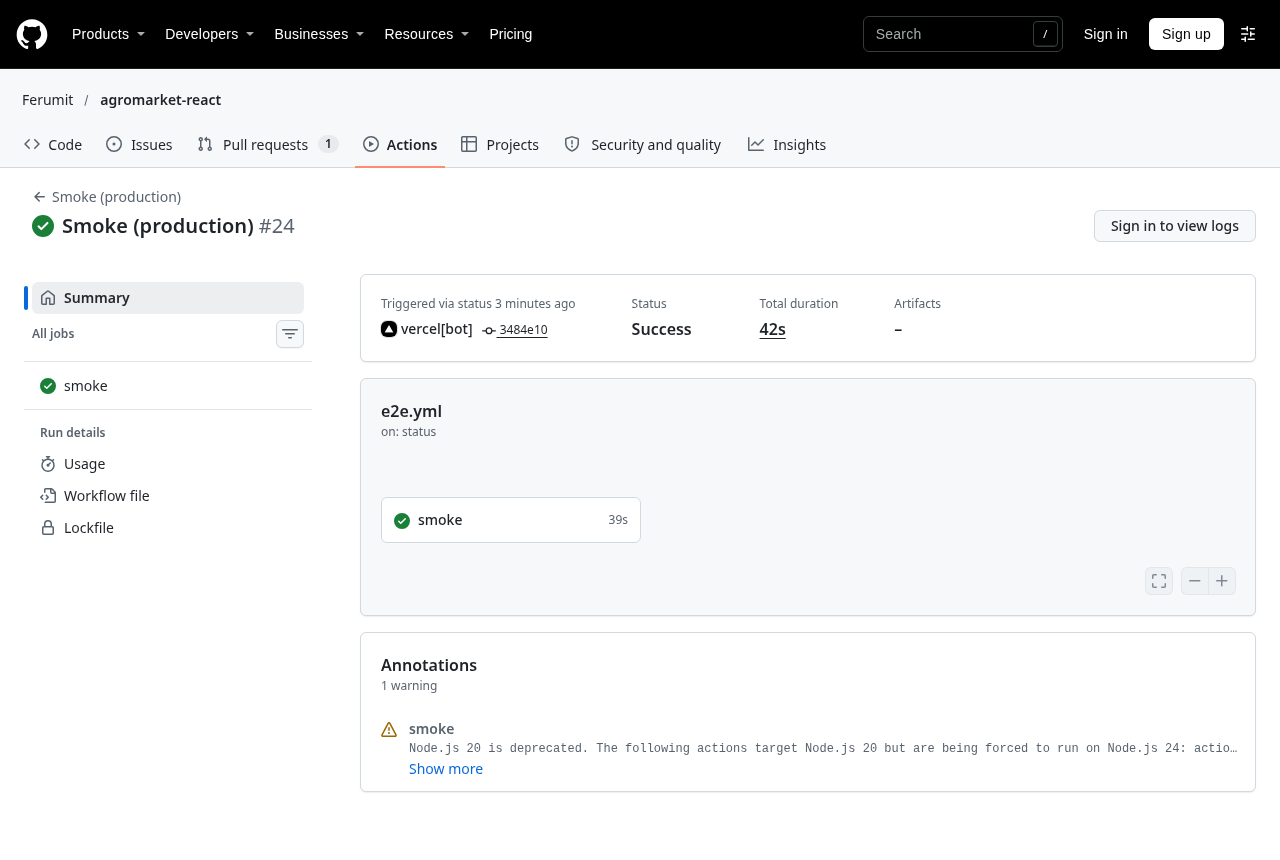 Products Developers Businesses Resources Pricing Search / Sign in Sign up
Ferumit / agromarket-react
Code Issues Pull requests 1 Actions Projects Security and quality Insights
Smoke (production)
Smoke (production) #24
Sign in to view logs
Summary
All jobs
smoke
Run details
Usage
Workflow file
Lockfile
Triggered via status 3 minutes ago
vercel[bot] 3484e10
Status
Success
Total duration
42s
Artifacts
–
e2e.yml
on: status
smoke 39s
Annotations
1 warning
smoke
Node.js 20 is deprecated. The following actions target Node.js 20 but are being forced to run on Node.js 24: actio…
Show more